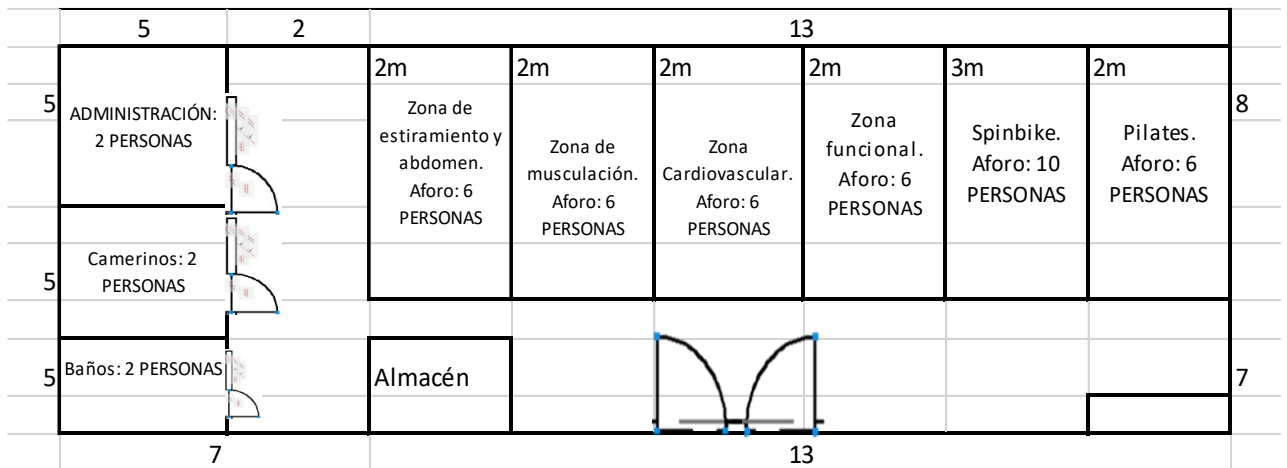 5 2 13
2m 2m 2m 2m 3m 2m
5
ADMINISTRACIÓN:
2 PERSONAS
Zona de
estiramiento y
abdomen.
Aforo: 6
PERSONAS
Zona de
musculación.
Aforo: 6
PERSONAS
Zona
Cardiovascular.
Aforo: 6
PERSONAS
Zona
funcional.
Aforo: 6
PERSONAS
Spinbike.
Aforo: 10
PERSONAS
Pilates.
Aforo: 6
PERSONAS
8
5
Camerinos: 2
PERSONAS
5
Baños: 2 PERSONAS
Almacén
7
7 13